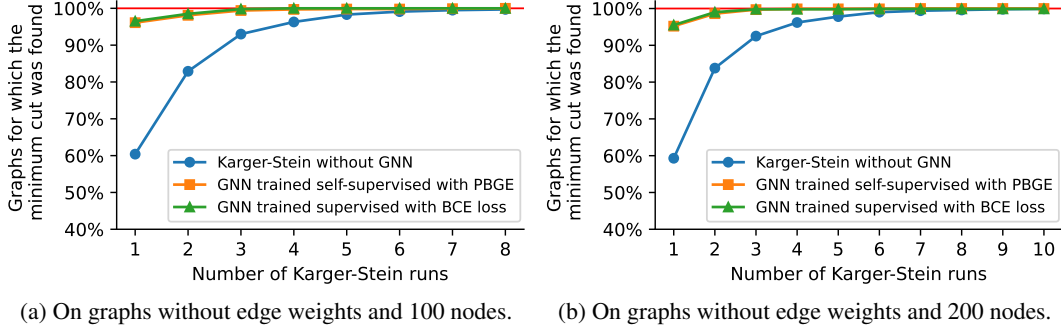 Graphs for which the
minimum cut was found
100%
90%
80%
70%
60%
50%
40%
Karger-Stein without GNN
GNN trained self-supervised with PBGE
GNN trained supervised with BCE loss
1 2 3 4 5 6 7 8
Number of Karger-Stein runs
(a) On graphs without edge weights and 100 nodes.
Graphs for which the
minimum cut was found
100%
90%
80%
70%
60%
50%
40%
Karger-Stein without GNN
GNN trained self-supervised with PBGE
GNN trained supervised with BCE loss
1 2 3 4 5 6 7 8 9 10
Number of Karger-Stein runs
(b) On graphs without edge weights and 200 nodes.